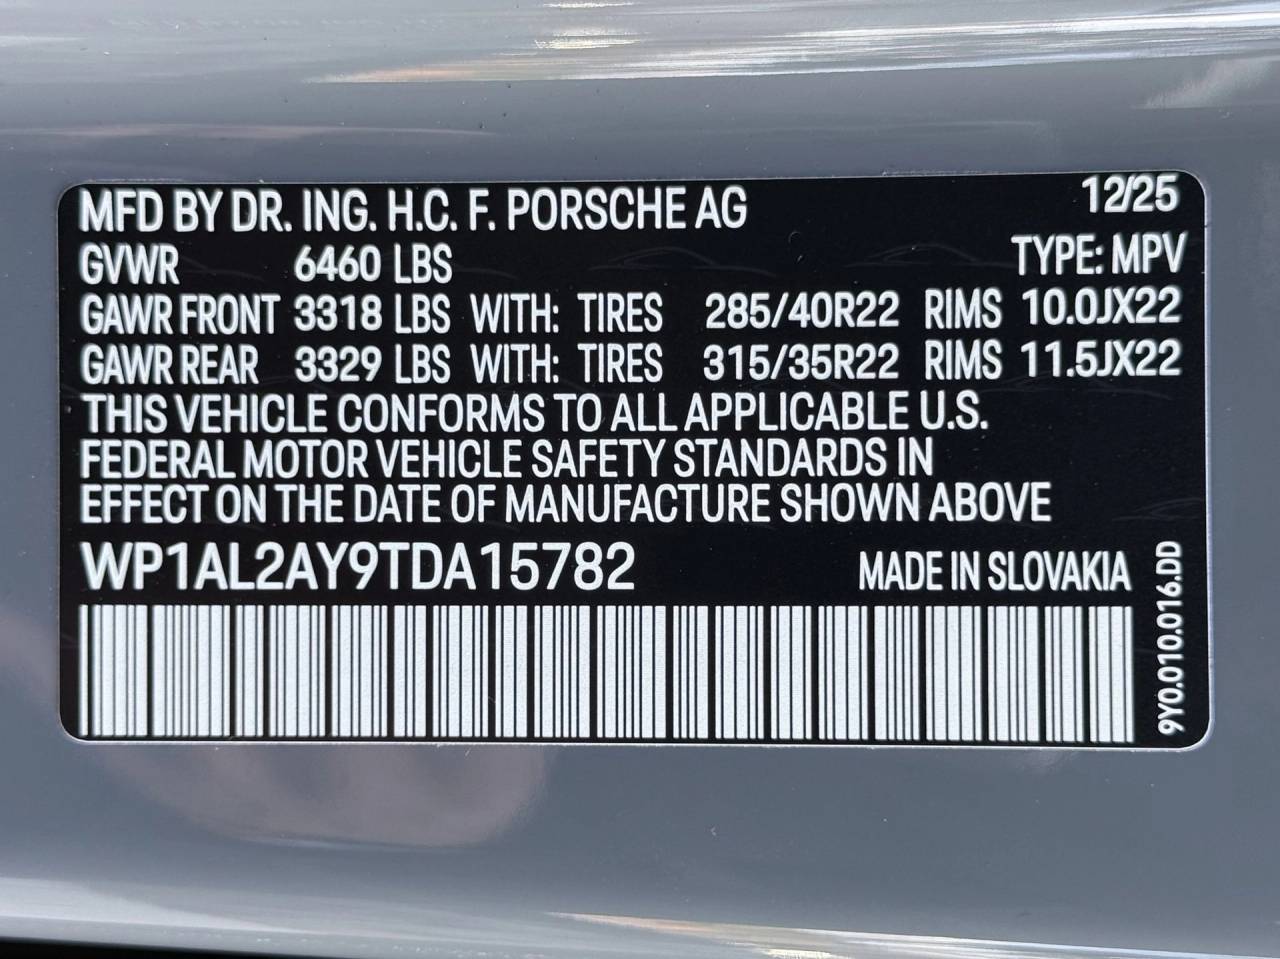 MFD BY DR. ING. H.C. F. PORSCHE AG 12/25
GVWR 6460 LBS TYPE: MPV
GAWR FRONT 3318 LBS WITH: TIRES 285/40R22 RIMS 10.0JX22
GAWR REAR 3329 LBS WITH: TIRES 315/35R22 RIMS 11.5JX22
THIS VEHICLE CONFORMS TO ALL APPLICABLE U.S.
FEDERAL MOTOR VEHICLE SAFETY STANDARDS IN
EFFECT ON THE DATE OF MANUFACTURE SHOWN ABOVE
WP1AL2AY9TDA15782 MADE IN SLOVAKIA
9Y0.010.016.DD